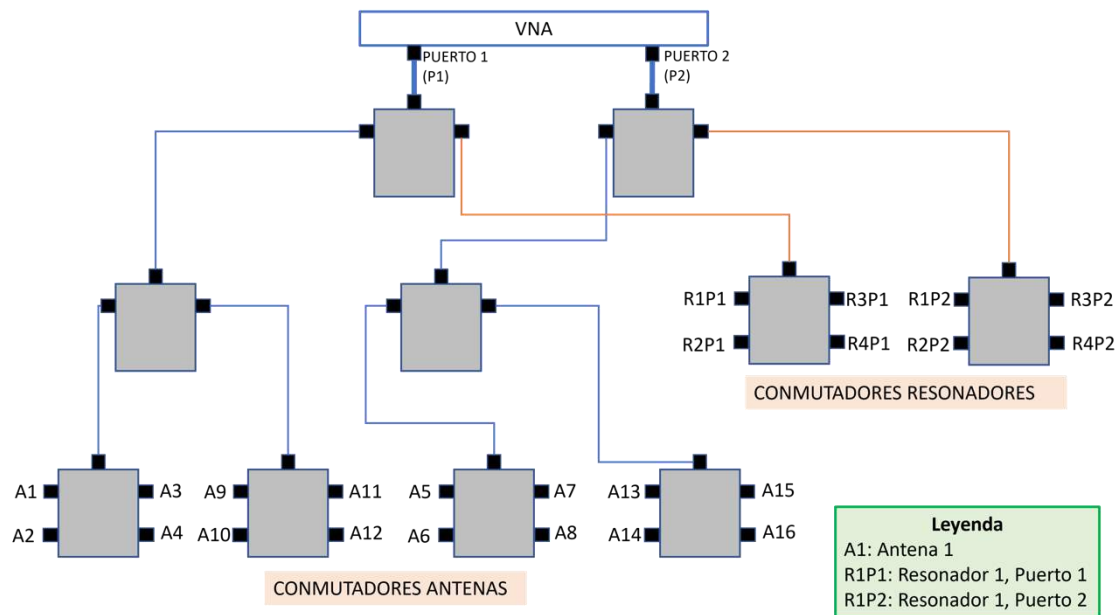 VNA
PUERTO 1
(P1)
PUERTO 2
(P2)
R1P1
R3P1
R1P2
R3P2
R2P1
R4P1
R2P2
R4P2
CONMUTADORES RESONADORES
A1
A3
A9
A11
A5
A7
A13
A15
A2
A4
A10
A12
A6
A8
A14
A16
CONMUTADORES ANTENAS
Leyenda
A1: Antena 1
R1P1: Resonador 1, Puerto 1
R1P2: Resonador 1, Puerto 2